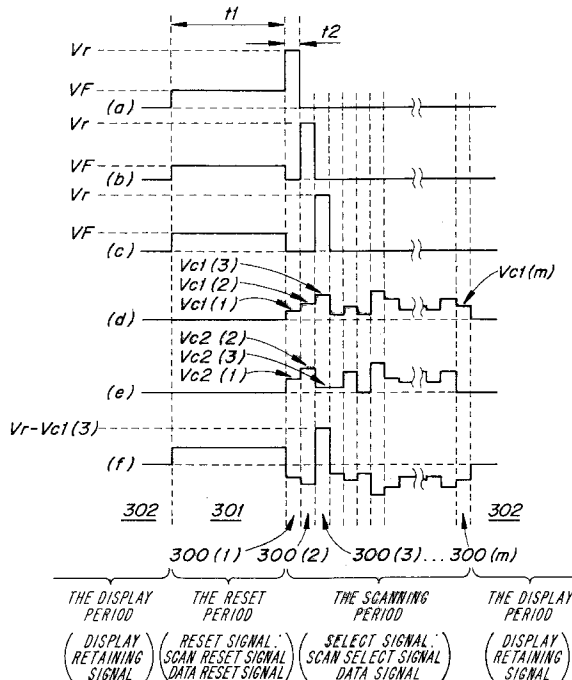 t1
Vr
t2
VF
(a)
Vr
VF
(b)
Vr
VF
(c)
Vc1(3)
Vc1(2)
Vc1(1)
Vc1(m)
(d)
Vc2(2)
Vc2(3)
Vc2(1)
(e)
Vr-Vc1(3)
(f)
302 301 302
300(1) 300(2) 300(3)...300(m)
THE DISPLAY PERIOD THE RESET PERIOD THE SCANNING PERIOD THE DISPLAY PERIOD
(DISPLAY RETAINING SIGNAL) (RESET SIGNAL: SCAN RESET SIGNAL DATA RESET SIGNAL) (SELECT SIGNAL: SCAN SELECT SIGNAL DATA SIGNAL) (DISPLAY RETAINING SIGNAL)